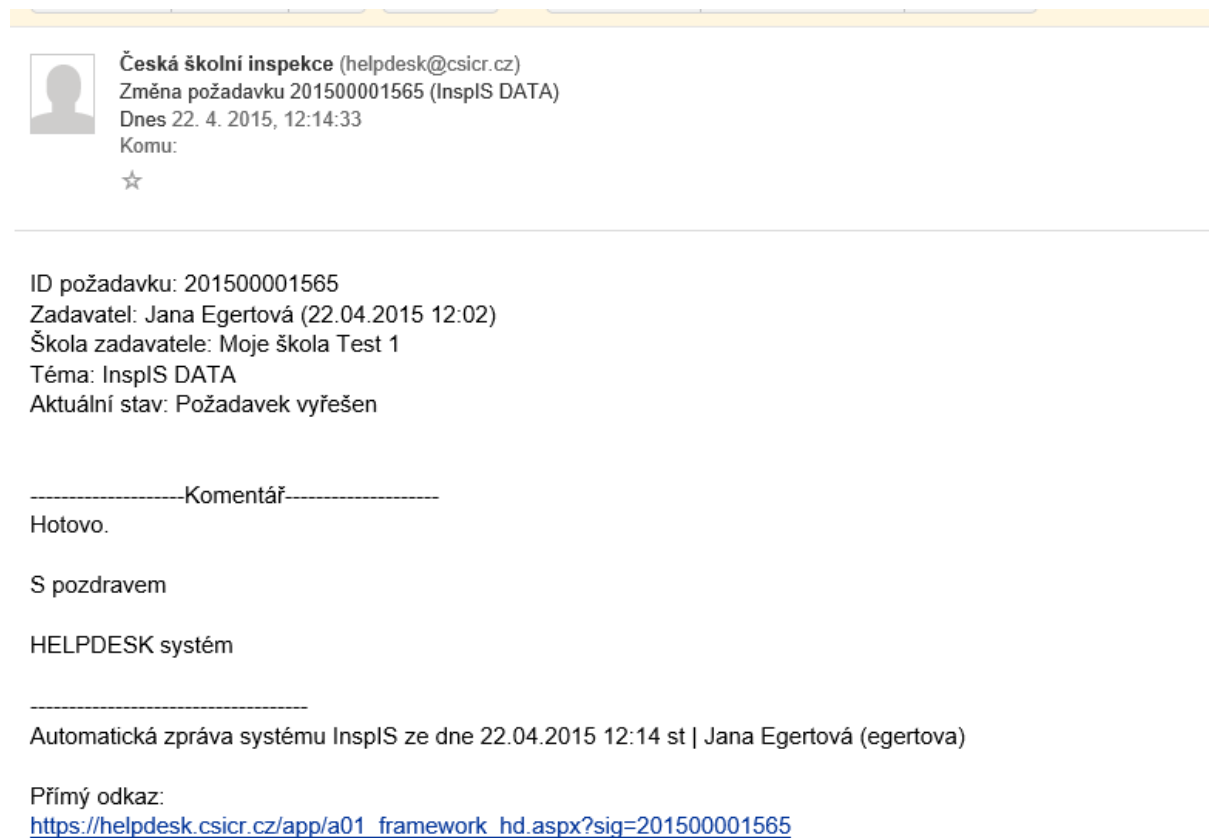 Česká školní inspekce (helpdesk@csicr.cz)
Změna požadavku 201500001565 (InspIS DATA)
Dnes 22. 4. 2015, 12:14:33
Komu:
ID požadavku: 201500001565
Zadavatel: Jana Egertová (22.04.2015 12:02)
Škola zadavatele: Moje škola Test 1
Téma: InspIS DATA
Aktuální stav: Požadavek vyřešen
--------------------Komentář--------------------
Hotovo.
S pozdravem
HELPDESK systém
------------------------------------
Automatická zpráva systému InspIS ze dne 22.04.2015 12:14 st | Jana Egertová (egertova)
Přímý odkaz:
https://helpdesk.csicr.cz/app/a01_framework_hd.aspx?sig=201500001565